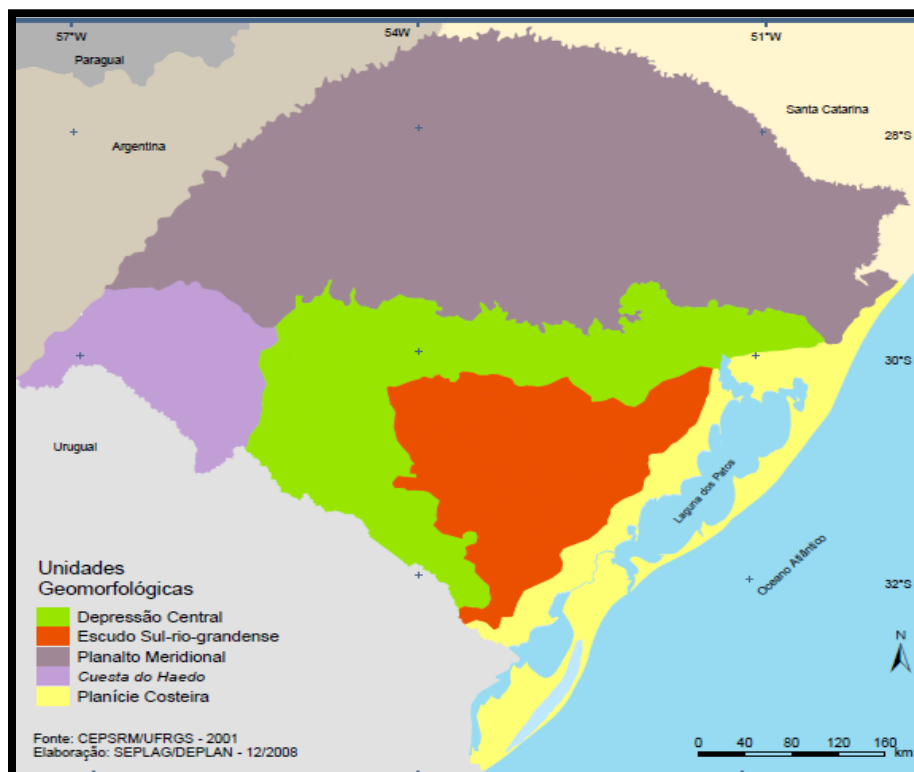 57°W
54W
51°W
Paraguai
Santa Catarina
28°S
Argentina
30°S
Uruguai
Laguna dos Patos
Oceano Atlântico
32°S
Unidades
Geomorfológicas
Depressão Central
Escudo Sul-rio-grandense
Planalto Meridional
Cuesta do Haedo
Planície Costeira
N
Fonte: CEPSRM/UFRGS - 2001
Elaboração: SEPLAG/DEPLAN - 12/2008
0 40 80 120 160
km